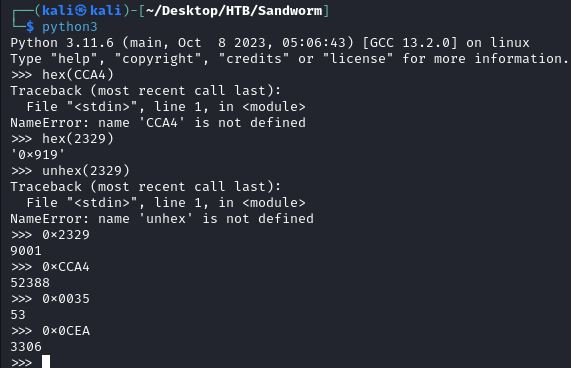 ┌──(kali㉿kali)-[~/Desktop/HTB/Sandworm]
└─$ python3
Python 3.11.6 (main, Oct  8 2023, 05:06:43) [GCC 13.2.0] on linux
Type "help", "copyright", "credits" or "license" for more information.
>>> hex(CCA4)
Traceback (most recent call last):
  File "<stdin>", line 1, in <module>
NameError: name 'CCA4' is not defined
>>> hex(2329)
'0x919'
>>> unhex(2329)
Traceback (most recent call last):
  File "<stdin>", line 1, in <module>
NameError: name 'unhex' is not defined
>>> 0x2329
9001
>>> 0xCCA4
52388
>>> 0x0035
53
>>> 0x0CEA
3306
>>>